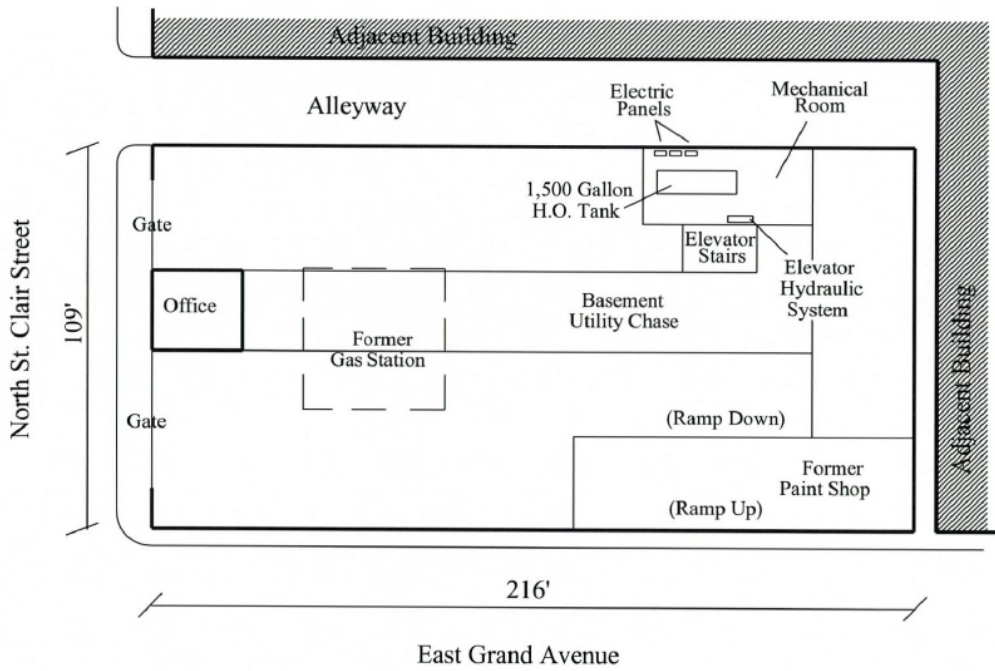 Adjacent Building
Alleyway
Electric
Panels
Mechanical
Room
1,500 Gallon
H.O. Tank
Gate
Elevator
Stairs
Elevator
Hydraulic
System
Office
Basement
Utility Chase
Former
Gas Station
North St. Clair Street
109'
Adjacent Building
Gate
(Ramp Down)
Former
Paint Shop
(Ramp Up)
216'
East Grand Avenue